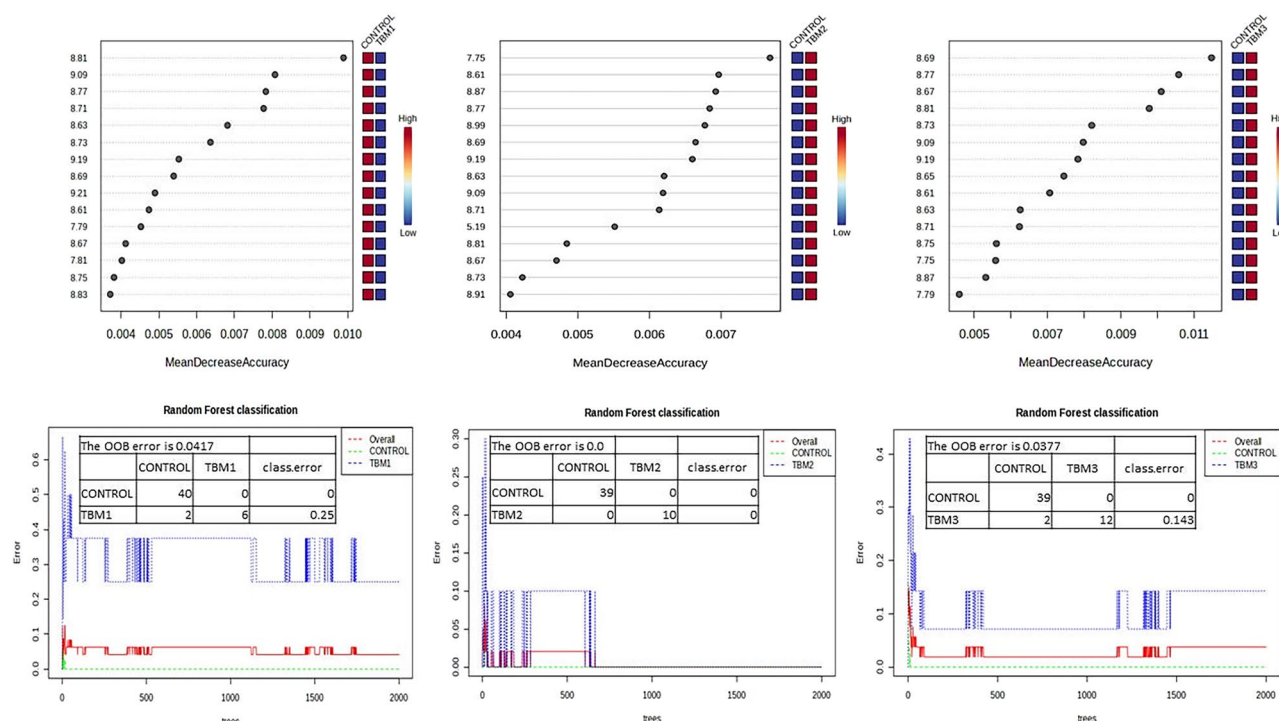 CONTROL
TBM1
8.81
9.09
8.77
8.71
8.63
8.73
9.19
8.69
9.21
8.61
7.79
8.67
7.81
8.75
8.83
High
Low
0.004 0.005 0.006 0.007 0.008 0.009 0.010
MeanDecreaseAccuracy
CONTROL
TBM2
7.75
8.61
8.87
8.77
8.99
8.69
9.19
8.63
9.09
8.71
5.19
8.81
8.67
8.73
8.91
High
Low
0.004 0.005 0.006 0.007
MeanDecreaseAccuracy
CONTROL
TBM3
8.69
8.77
8.67
8.81
8.73
9.09
9.19
8.65
8.61
8.63
8.71
8.75
7.75
8.87
7.79
Lo
0.005 0.007 0.009 0.011
MeanDecreaseAccuracy
Random Forest classification
The OOB error is 0.0417
CONTROL TBM1 class.error
CONTROL 40 0 0
TBM1 2 6 0.25
Overall
CONTROL
TBM1
Error
0.6
0.5
0.4
0.3
0.2
0.1
0.0
0 500 1000 1500 2000
trees
Random Forest classification
The OOB error is 0.0
CONTROL TBM2 class.error
CONTROL 39 0 0
TBM2 0 10 0
Overall
CONTROL
TBM2
Error
0.30
0.25
0.20
0.15
0.10
0.05
0.00
0 500 1000 1500 2000
trees
Random Forest classification
The OOB error is 0.0377
CONTROL TBM3 class.error
CONTROL 39 0 0
TBM3 2 12 0.143
Overall
CONTROL
TBM3
Error
0.4
0.3
0.2
0.1
0.0
0 500 1000 1500 2000
trees